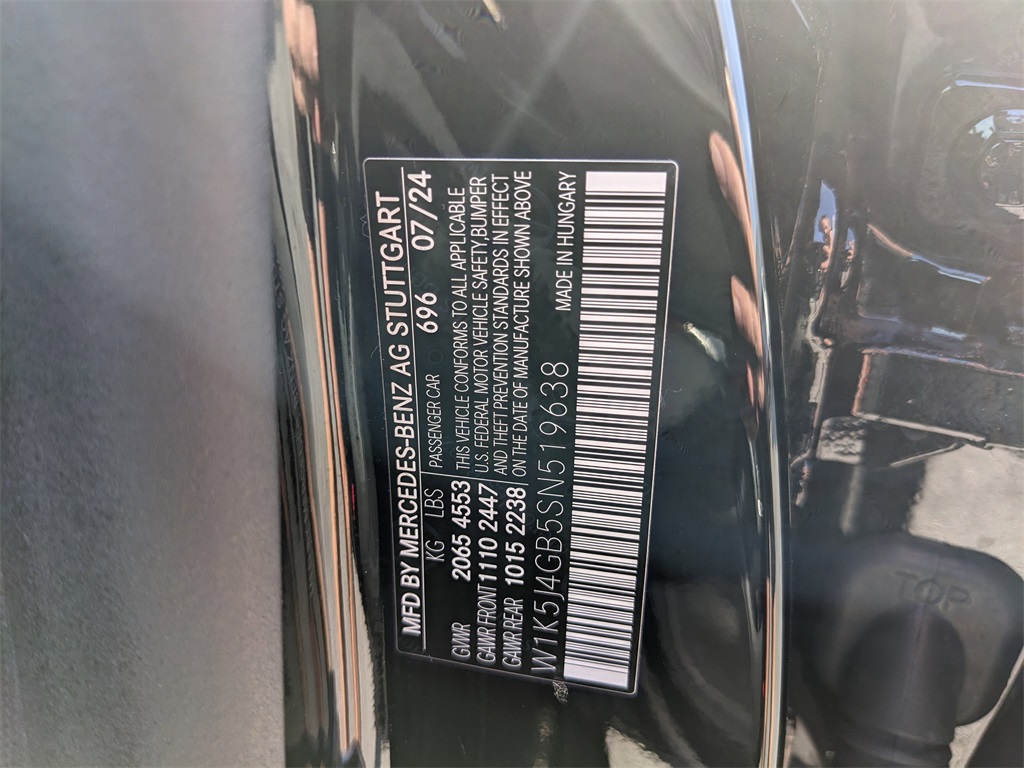 MFD BY MERCEDES-BENZ AG STUTTGART
KG / LBS PASSENGER CAR 696 07/24
GVWR 2065 4553 THIS VEHICLE CONFORMS TO ALL APPLICABLE
GAWR FRONT 1110 2447 U.S. FEDERAL MOTOR VEHICLE SAFETY, BUMPER
GAWR REAR 1015 2238 AND THEFT PREVENTION STANDARDS IN EFFECT
ON THE DATE OF MANUFACTURE SHOWN ABOVE
W1K5J4GB5SN519638 MADE IN HUNGARY
TOP